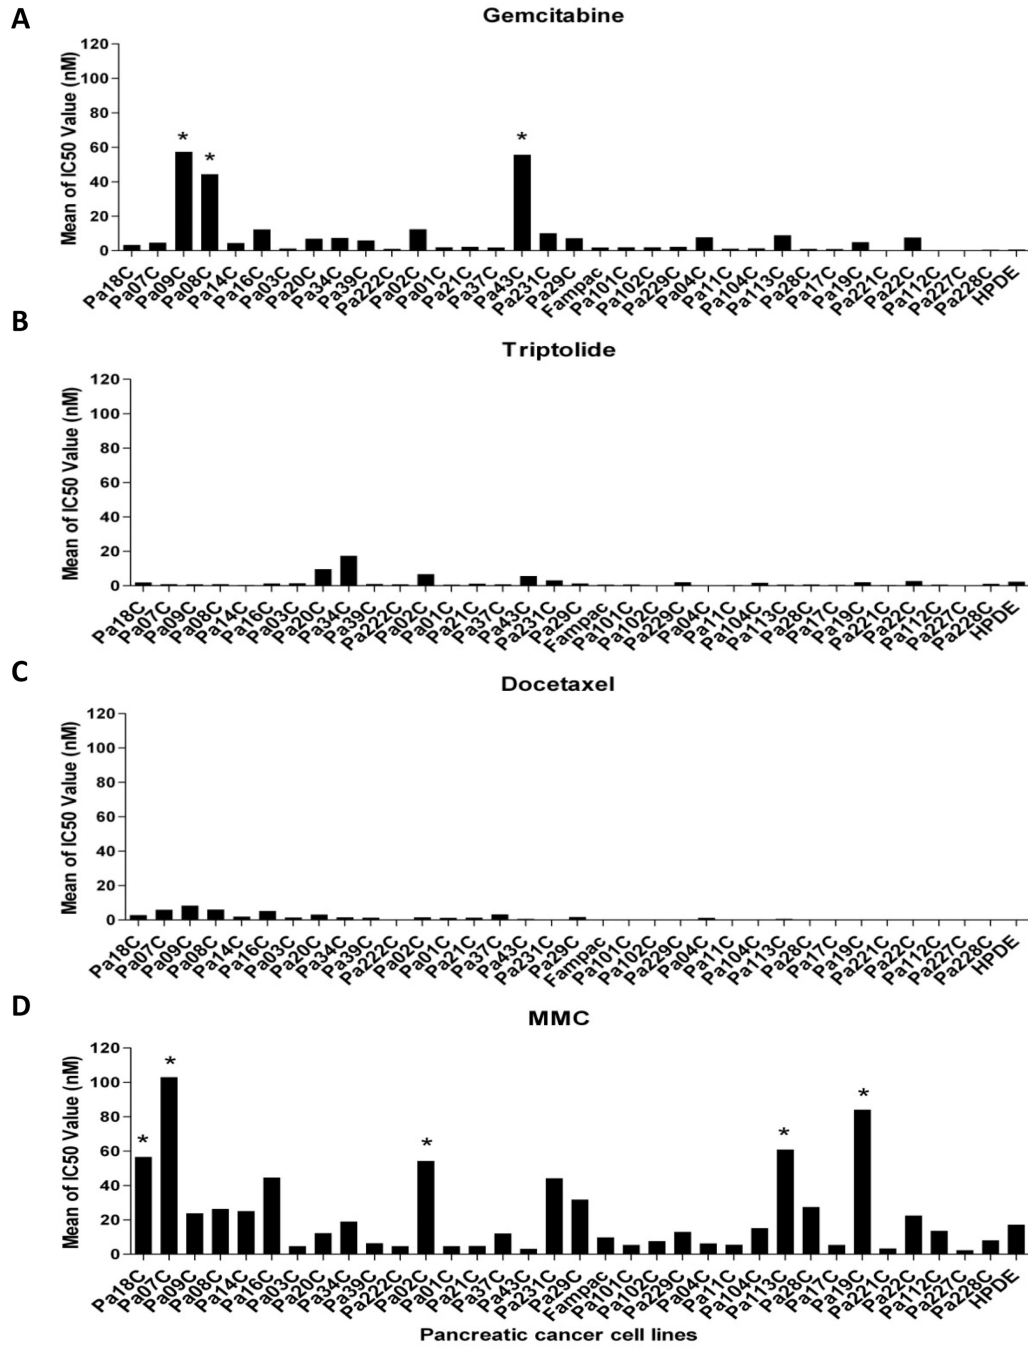 A
Gemcitabine
Mean of IC50 Value (nM)
120
100
80
60
40
20
0
* * *
Pa18C Pa07C Pa09C Pa08C Pa14C Pa16C Pa03C Pa20C Pa34C Pa39C Pa222C Pa02C Pa01C Pa21C Pa37C Pa43C Pa231C Pa29C Fampac Pa101C Pa102C Pa229C Pa04C Pa11C Pa104C Pa113C Pa28C Pa17C Pa19C Pa221C Pa22C Pa112C Pa227C Pa228C HPDE
B
Triptolide
Mean of IC50 Value (nM)
120
100
80
60
40
20
0
Pa18C Pa07C Pa09C Pa08C Pa14C Pa16C Pa03C Pa20C Pa34C Pa39C Pa222C Pa02C Pa01C Pa21C Pa37C Pa43C Pa231C Pa29C Fampac Pa101C Pa102C Pa229C Pa04C Pa11C Pa104C Pa113C Pa28C Pa17C Pa19C Pa221C Pa22C Pa112C Pa227C Pa228C HPDE
C
Docetaxel
Mean of IC50 Value (nM)
120
100
80
60
40
20
0
Pa18C Pa07C Pa09C Pa08C Pa14C Pa16C Pa03C Pa20C Pa34C Pa39C Pa222C Pa02C Pa01C Pa21C Pa37C Pa43C Pa231C Pa29C Fampac Pa101C Pa102C Pa229C Pa04C Pa11C Pa104C Pa113C Pa28C Pa17C Pa19C Pa221C Pa22C Pa112C Pa227C Pa228C HPDE
D
MMC
Mean of IC50 Value (nM)
120
100
80
60
40
20
0
* * * * *
Pa18C Pa07C Pa09C Pa08C Pa14C Pa16C Pa03C Pa20C Pa34C Pa39C Pa222C Pa02C Pa01C Pa21C Pa37C Pa43C Pa231C Pa29C Fampac Pa101C Pa102C Pa229C Pa04C Pa11C Pa104C Pa113C Pa28C Pa17C Pa19C Pa221C Pa22C Pa112C Pa227C Pa228C HPDE
Pancreatic cancer cell lines